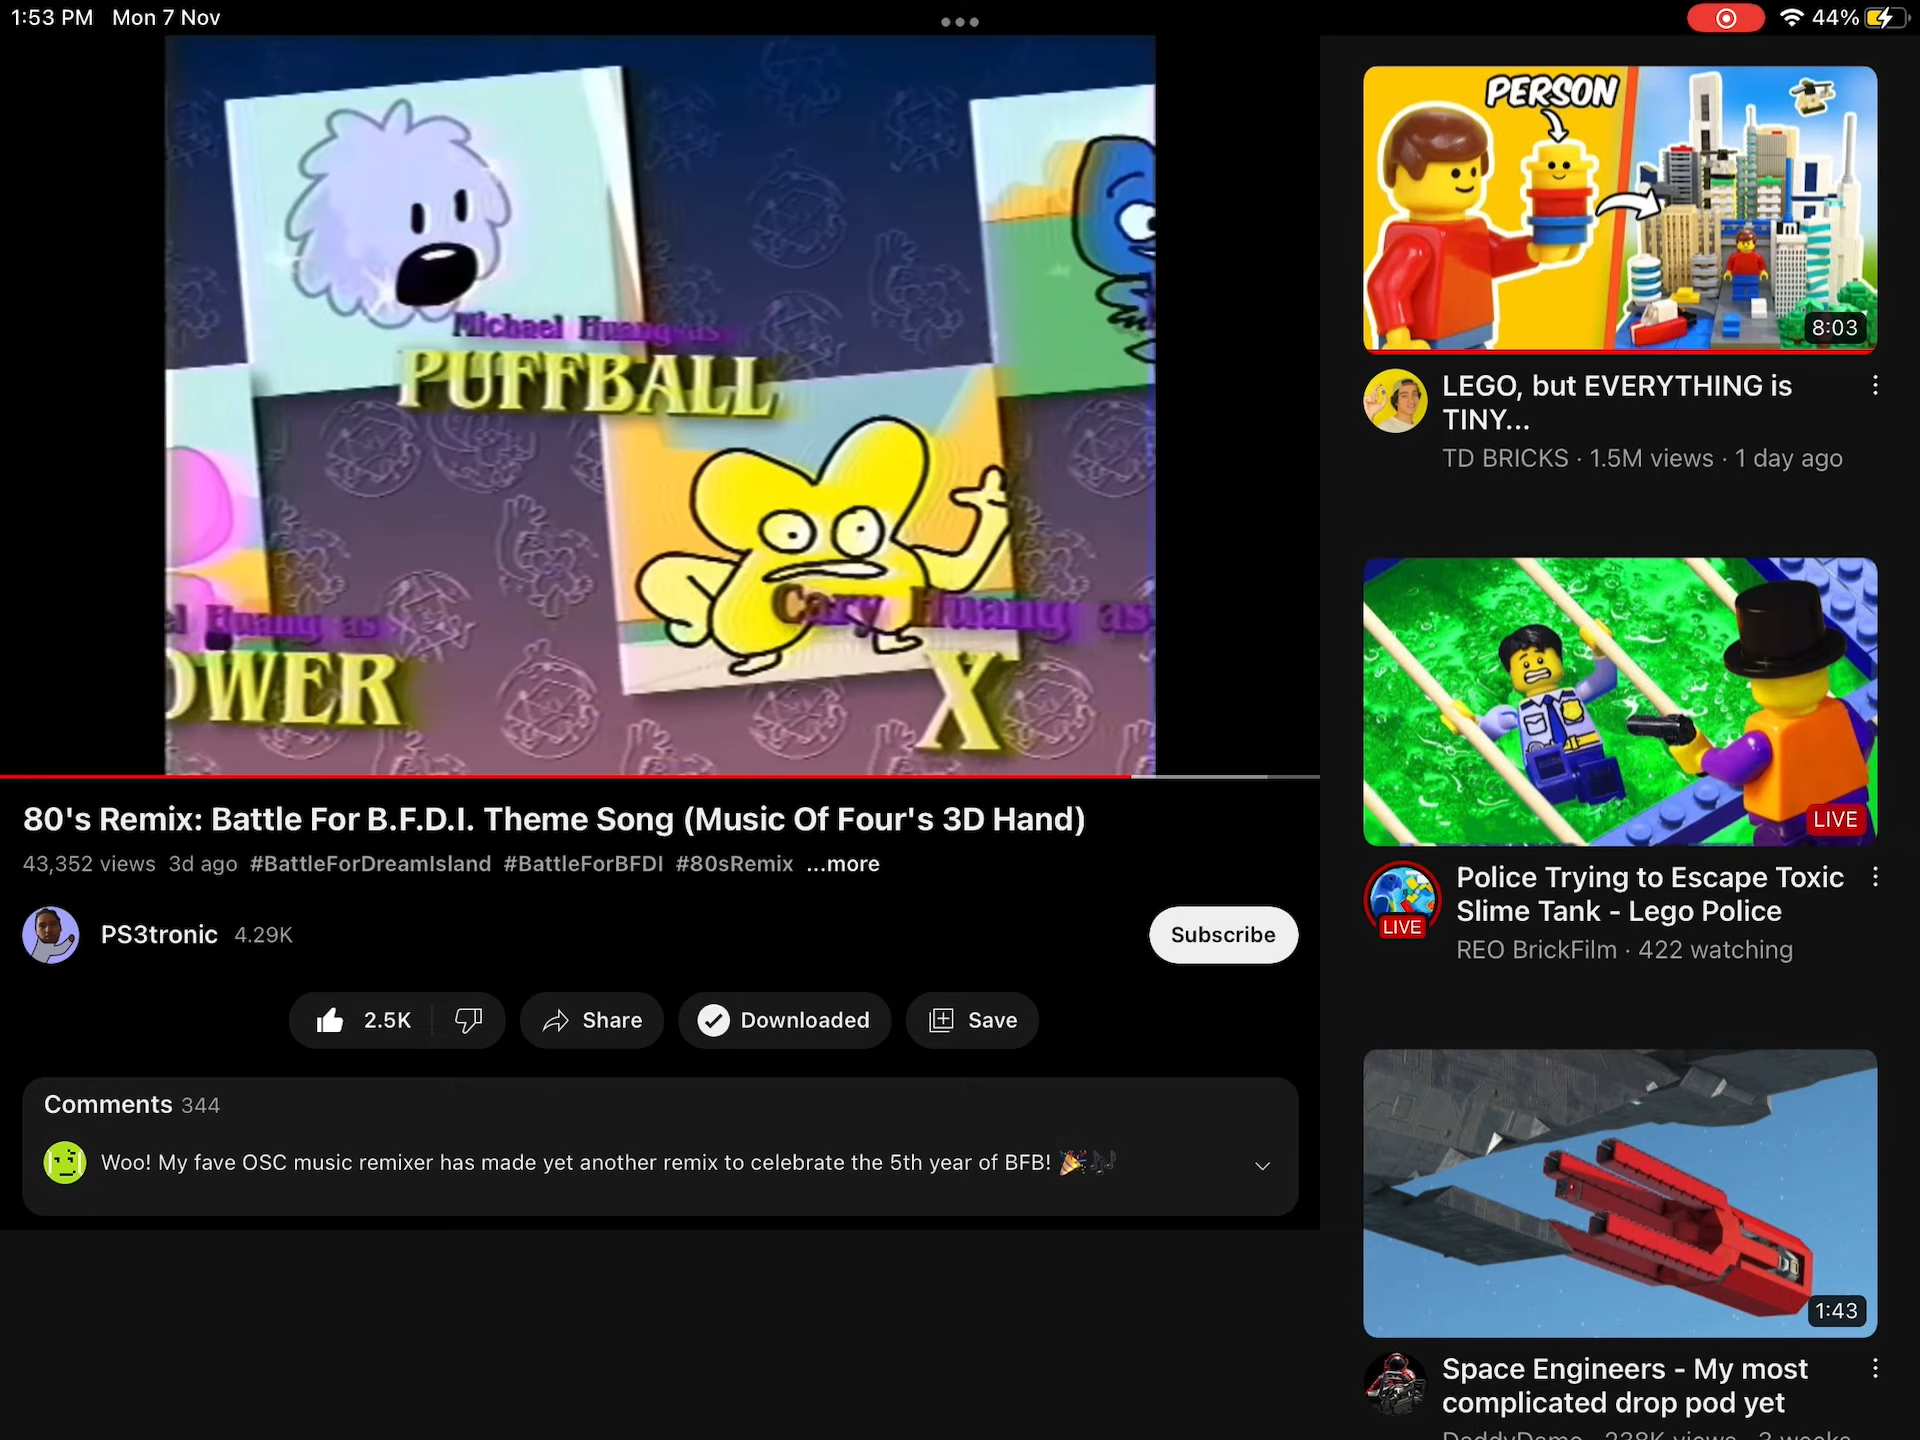 1:53 PM Mon 7 Nov
44%
Michael Huang as
PUFFBALL
Huang as
OWER
Cary Huang as
X
80's Remix: Battle For B.F.D.I. Theme Song (Music Of Four's 3D Hand)
43,352 views 3d ago #BattleForDreamIsland #BattleForBFDI #80sRemix ...more
PS3tronic 4.29K
Subscribe
2.5K
Share
Downloaded
Save
Comments 344
Woo! My fave OSC music remixer has made yet another remix to celebrate the 5th year of BFB! 🎉🎶
PERSON
8:03
LEGO, but EVERYTHING is
TINY...
TD BRICKS · 1.5M views · 1 day ago
LIVE
LIVE
Police Trying to Escape Toxic
Slime Tank - Lego Police
REO BrickFilm · 422 watching
1:43
Space Engineers - My most
complicated drop pod yet